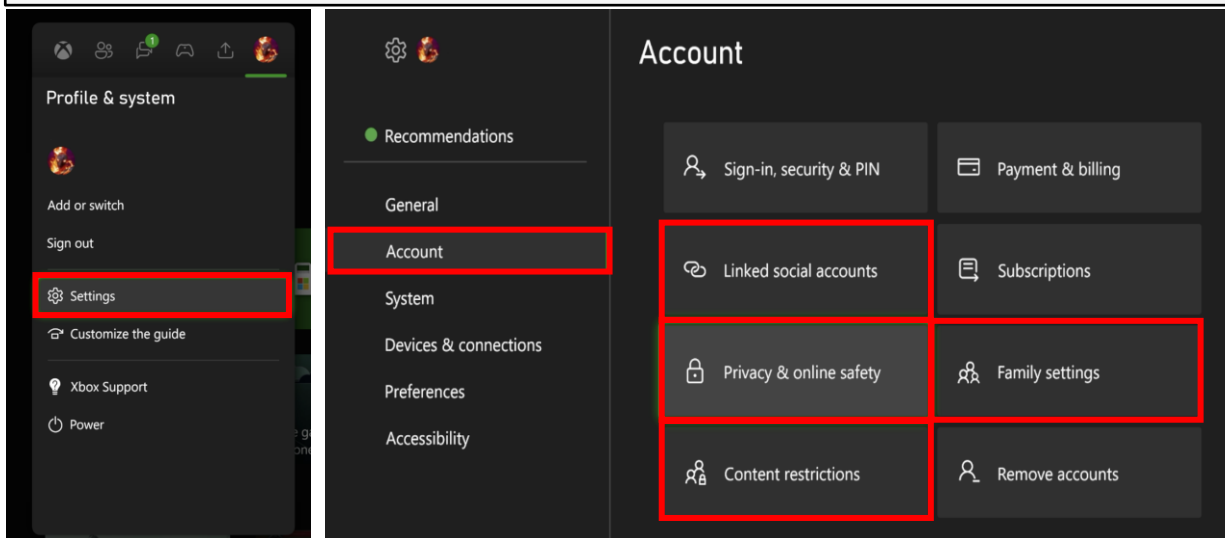 1
Profile & system
Add or switch
Sign out
Settings
Customize the guide
Xbox Support
Power
Recommendations
General
Account
System
Devices & connections
Preferences
Accessibility
Account
Sign-in, security & PIN
Payment & billing
Linked social accounts
Subscriptions
Privacy & online safety
Family settings
Content restrictions
Remove accounts